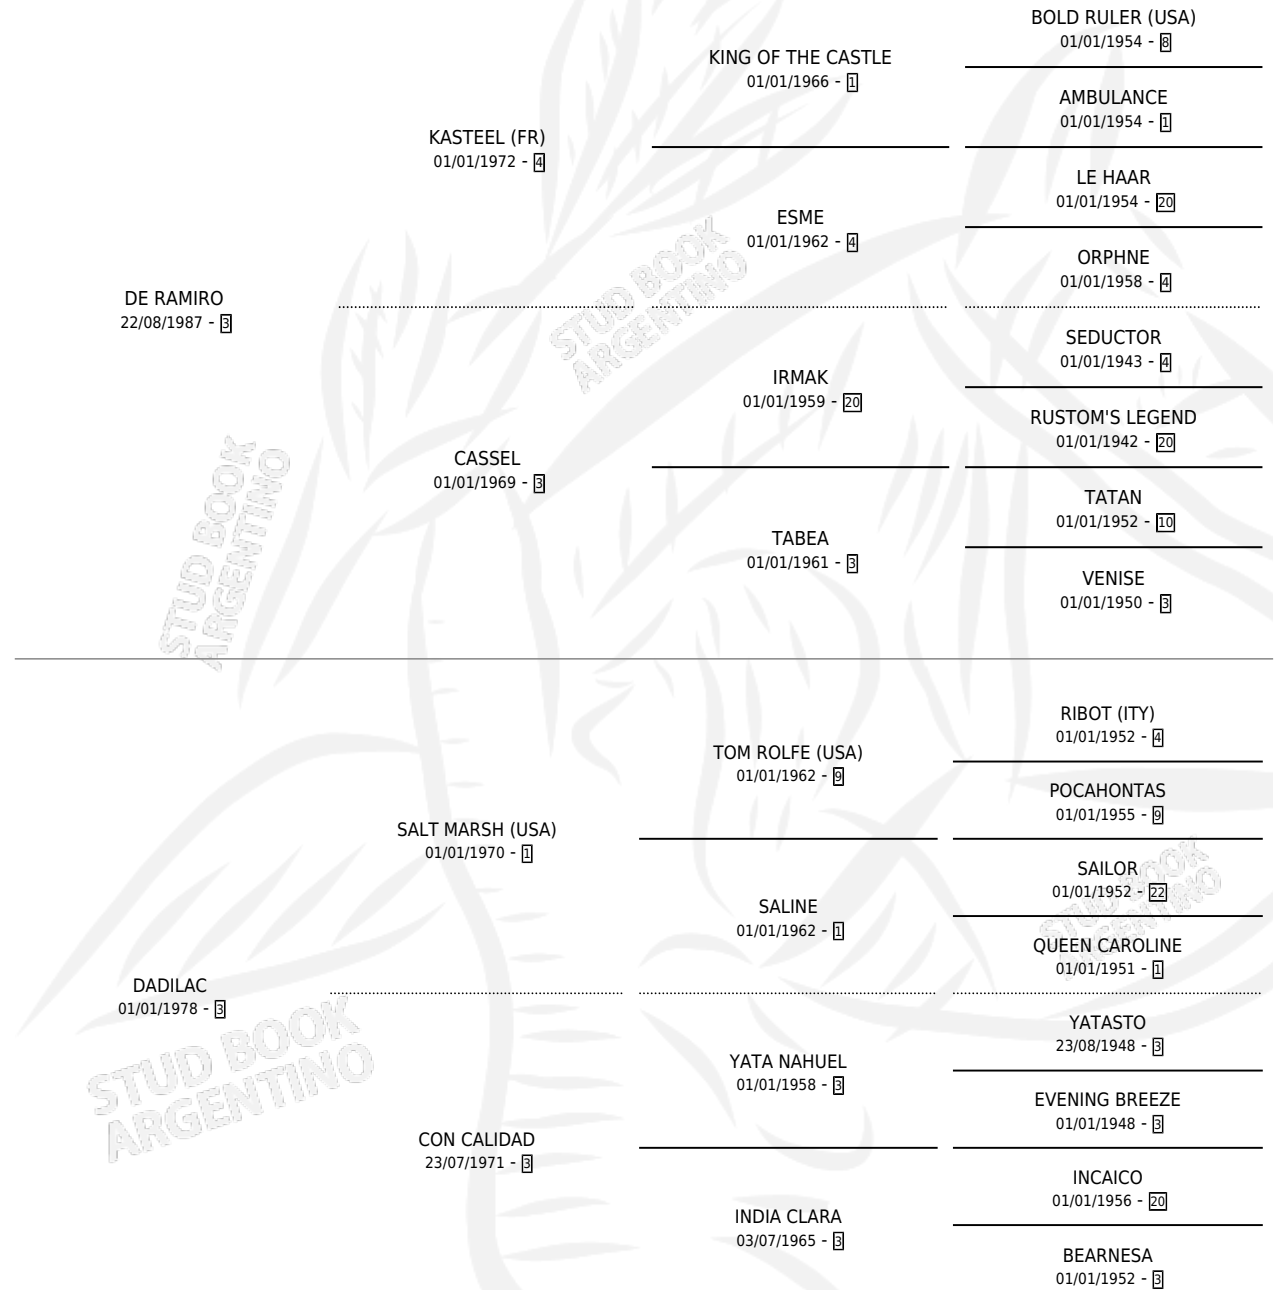 BOLD RULER (USA)
01/01/1954 - 8
KING OF THE CASTLE
01/01/1966 - 1
AMBULANCE
01/01/1954 - 1
KASTEEL (FR)
01/01/1972 - 4
LE HAAR
01/01/1954 - 20
ESME
01/01/1962 - 4
ORPHNE
01/01/1958 - 4
DE RAMIRO
22/08/1987 - 3
SEDUCTOR
01/01/1943 - 4
IRMAK
01/01/1959 - 20
RUSTOM'S LEGEND
01/01/1942 - 20
CASSEL
01/01/1969 - 3
TATAN
01/01/1952 - 10
TABEA
01/01/1961 - 3
VENISE
01/01/1950 - 3
RIBOT (ITY)
01/01/1952 - 4
TOM ROLFE (USA)
01/01/1962 - 9
POCAHONTAS
01/01/1955 - 9
SALT MARSH (USA)
01/01/1970 - 1
SAILOR
01/01/1952 - 22
SALINE
01/01/1962 - 1
QUEEN CAROLINE
01/01/1951 - 1
DADILAC
01/01/1978 - 3
YATASTO
23/08/1948 - 3
YATA NAHUEL
01/01/1958 - 3
EVENING BREEZE
01/01/1948 - 3
CON CALIDAD
23/07/1971 - 3
INCAICO
01/01/1956 - 20
INDIA CLARA
03/07/1965 - 3
BEARNESA
01/01/1952 - 3
STUD BOOK
ARGENTINO
STUD BOOK
ARGENTINO
STUD BOOK
ARGENTINO
STUD BOOK
ARGENTINO